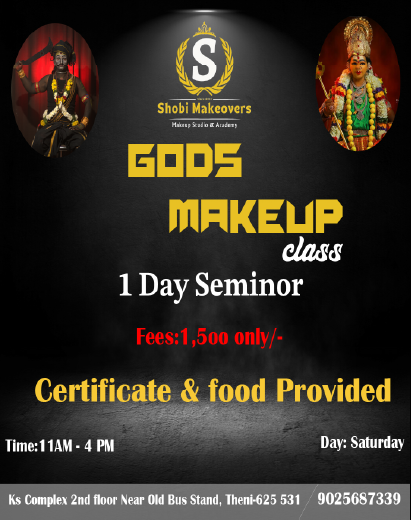 S
Shobi Makeovers
Makeup Studio & Academy
GODS
MAKEUP
class
1 Day Seminor
Fees:1,5oo only/-
Certificate & food Provided
Time:11AM - 4 PM
Day: Saturday
Ks Complex 2nd floor Near Old Bus Stand, Theni-625 531 9025687339